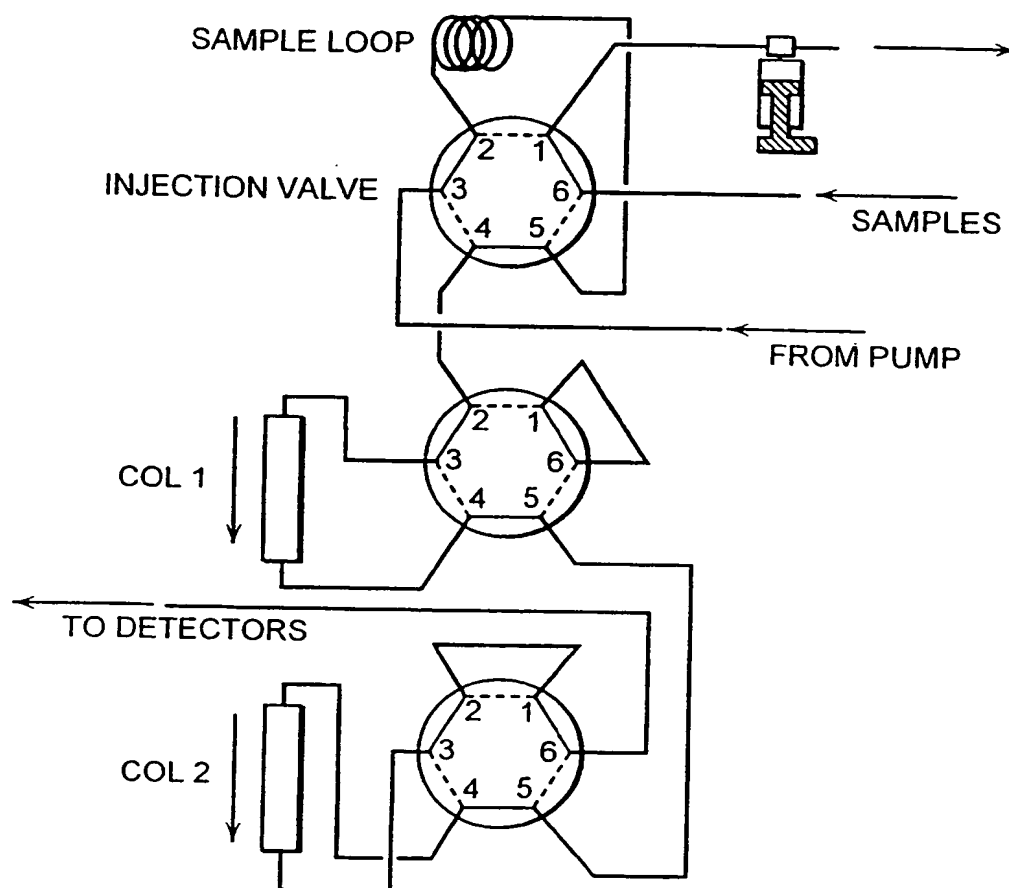 SAMPLE LOOP
2 1
INJECTION VALVE
3 6
4 5
SAMPLES
FROM PUMP
2 1
3 6
COL 1
4 5
TO DETECTORS
2 1
3 6
COL 2
4 5